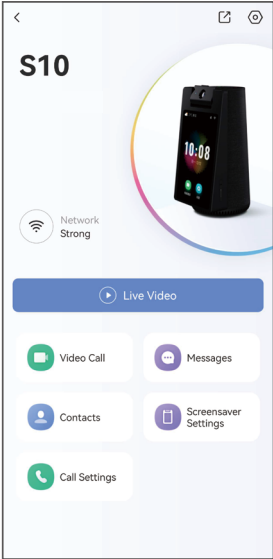 S10
10:08
Network
Strong
Live Video
Video Call
Messages
Contacts
Screensaver
Settings
Call Settings